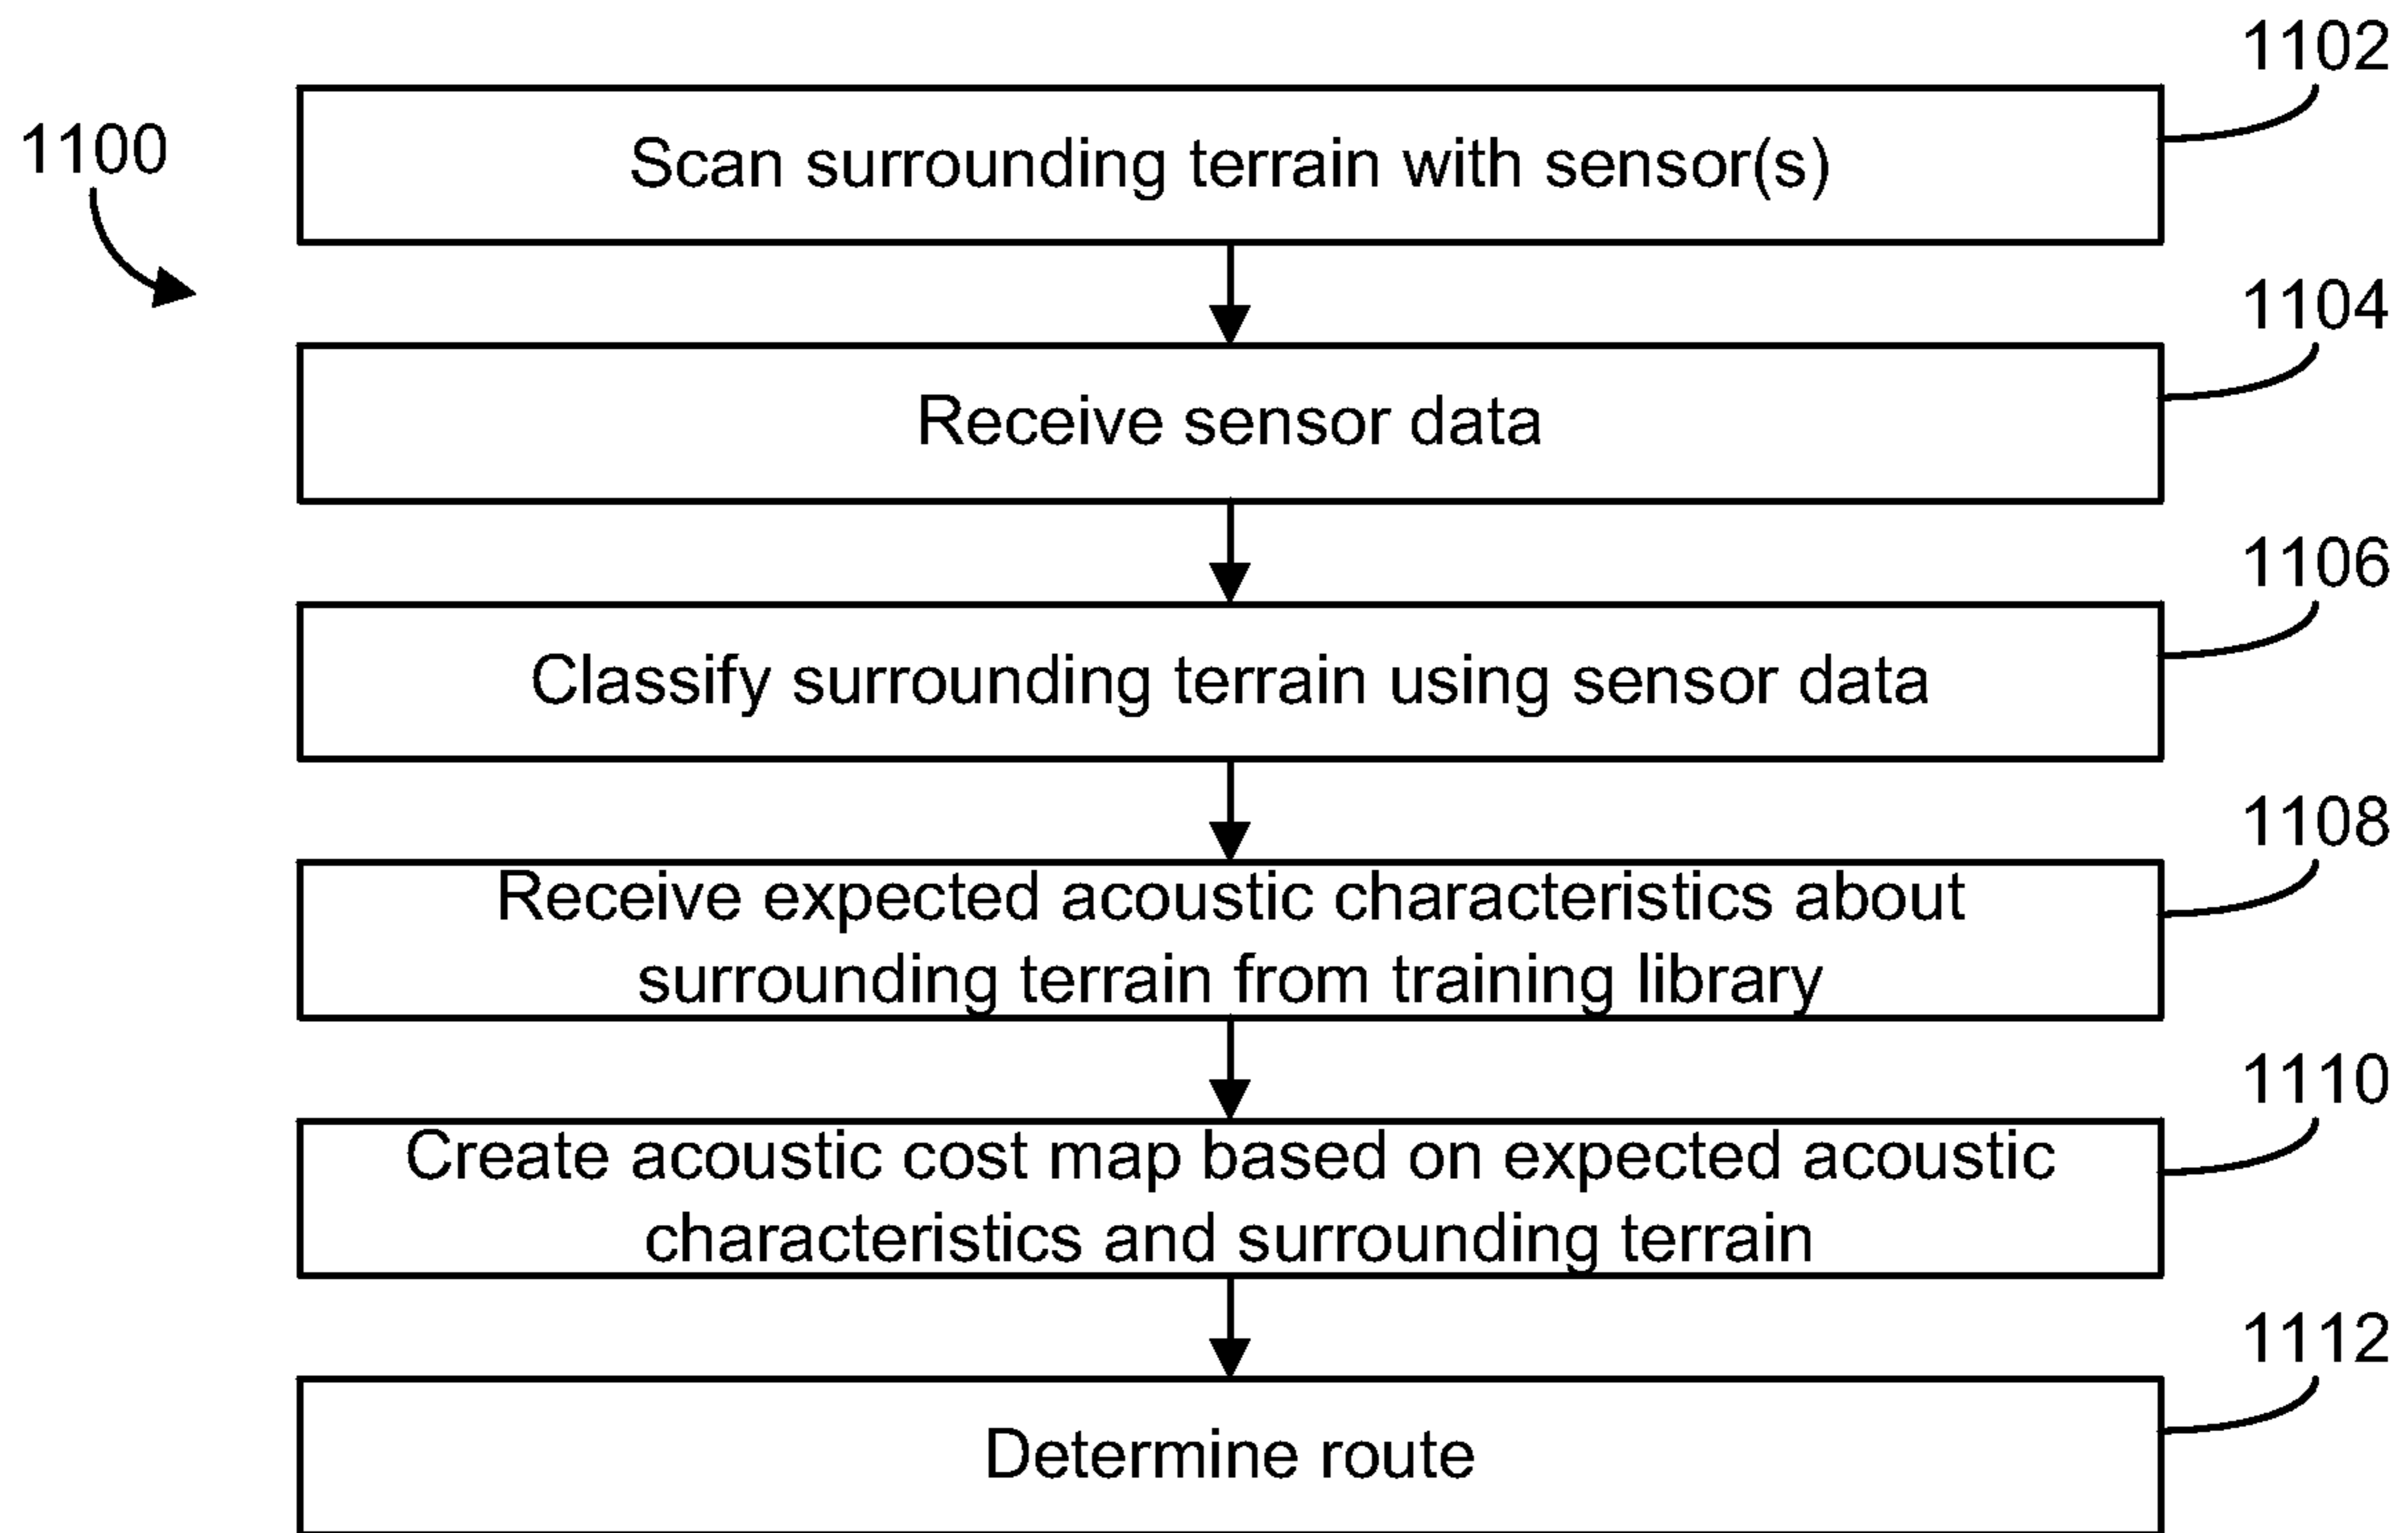 1102
1100
Scan surrounding terrain with sensor(s)
1104
Receive sensor data
1106
Classify surrounding terrain using sensor data
1108
Receive expected acoustic characteristics about
surrounding terrain from training library
1110
Create acoustic cost map based on expected acoustic
characteristics and surrounding terrain
1112
Determine route